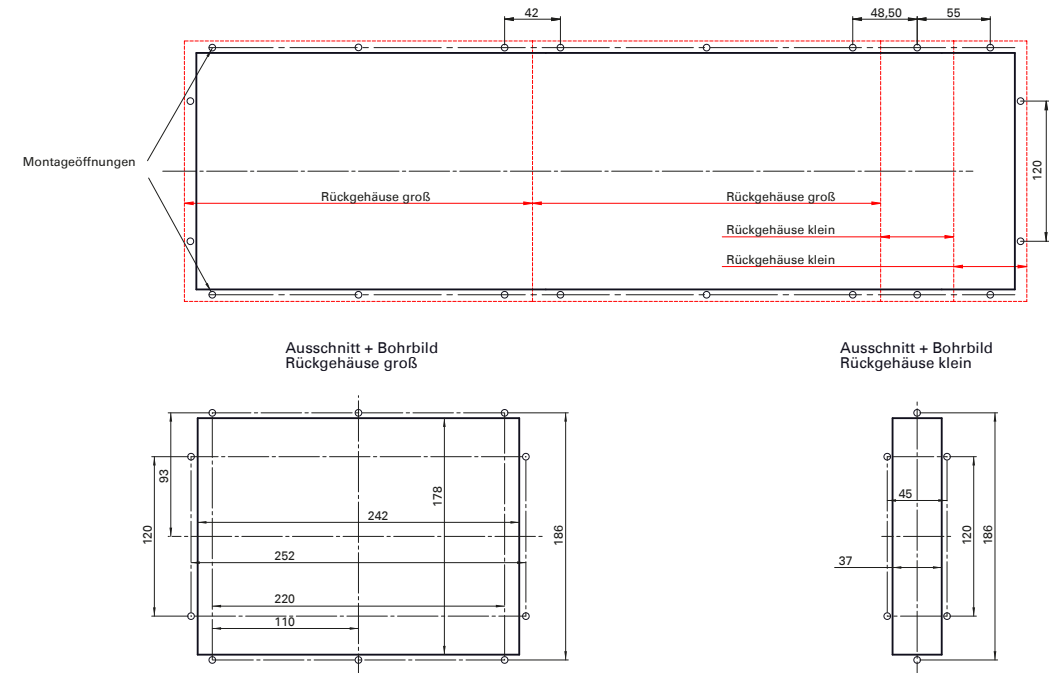 42
48,50
55
Montageöffnungen
120
Rückgehäuse groß
Rückgehäuse groß
Rückgehäuse klein
Rückgehäuse klein
Ausschnitt + Bohrbild
Rückgehäuse groß
Ausschnitt + Bohrbild
Rückgehäuse klein
93
120
178
242
252
220
110
186
45
37
120
186